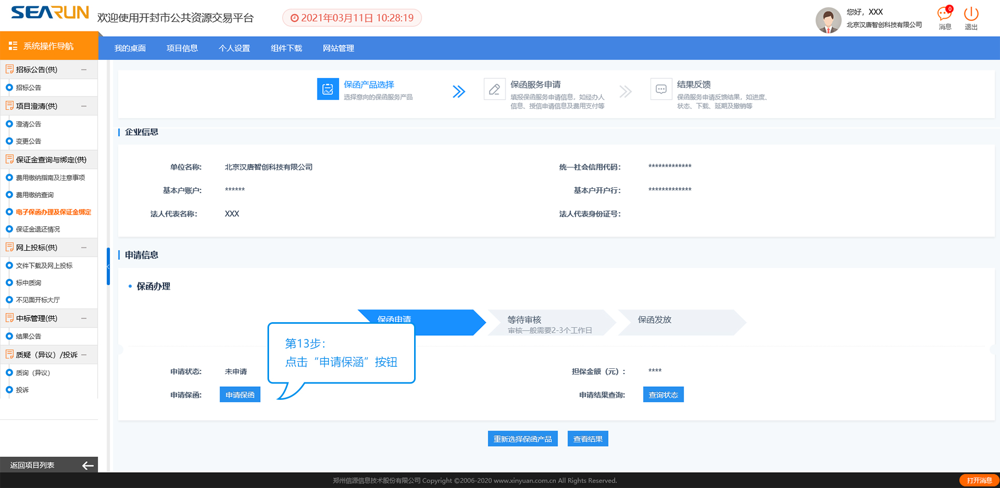 SEARUN
欢迎使用开封市公共资源交易平台
2021年03月11日 10:28:19
您好，XXX
北京汉唐智创科技有限公司
0
消息
退出
系统操作导航
我的桌面
项目信息
个人设置
组件下载
网站管理
招标公告(供)
招标公告
项目澄清(供)
澄清公告
变更公告
保证金查询与绑定(供)
费用缴纳指南及注意事项
费用缴纳查询
电子保函办理及保证金绑定
保证金退还情况
网上投标(供)
文件下载及网上投标
标中质询
不见面开标大厅
中标管理(供)
结果公告
质疑（异议）/投诉
质询（异议）
投诉
返回项目列表
保函产品选择
选择意向的保函服务产品
保函服务申请
填报保函服务申请信息，如经办人
信息、授信申请信息及费用支付等
结果反馈
保函服务申请反馈结果，如进度、
状态、下载、延期及撤销等
企业信息
单位名称:
北京汉唐智创科技有限公司
统一社会信用代码：
*************
基本户账户:
******
基本户开户行：
*************
法人代表名称：
XXX
法人代表身份证号：
申请信息
保函办理
保函申请
等待审核
审核一般需要2-3个工作日
保函发放
第13步：
点击“申请保涵”按钮
申请状态:
未申请
担保金额（元）:
****
申请保函:
申请保函
申请结果查询:
查询状态
重新选择保函产品
查看结果
郑州信源信息技术股份有限公司 Copyright ©2006-2020 www.xinyuan.com.cn All Rights Reserved.
打开消息